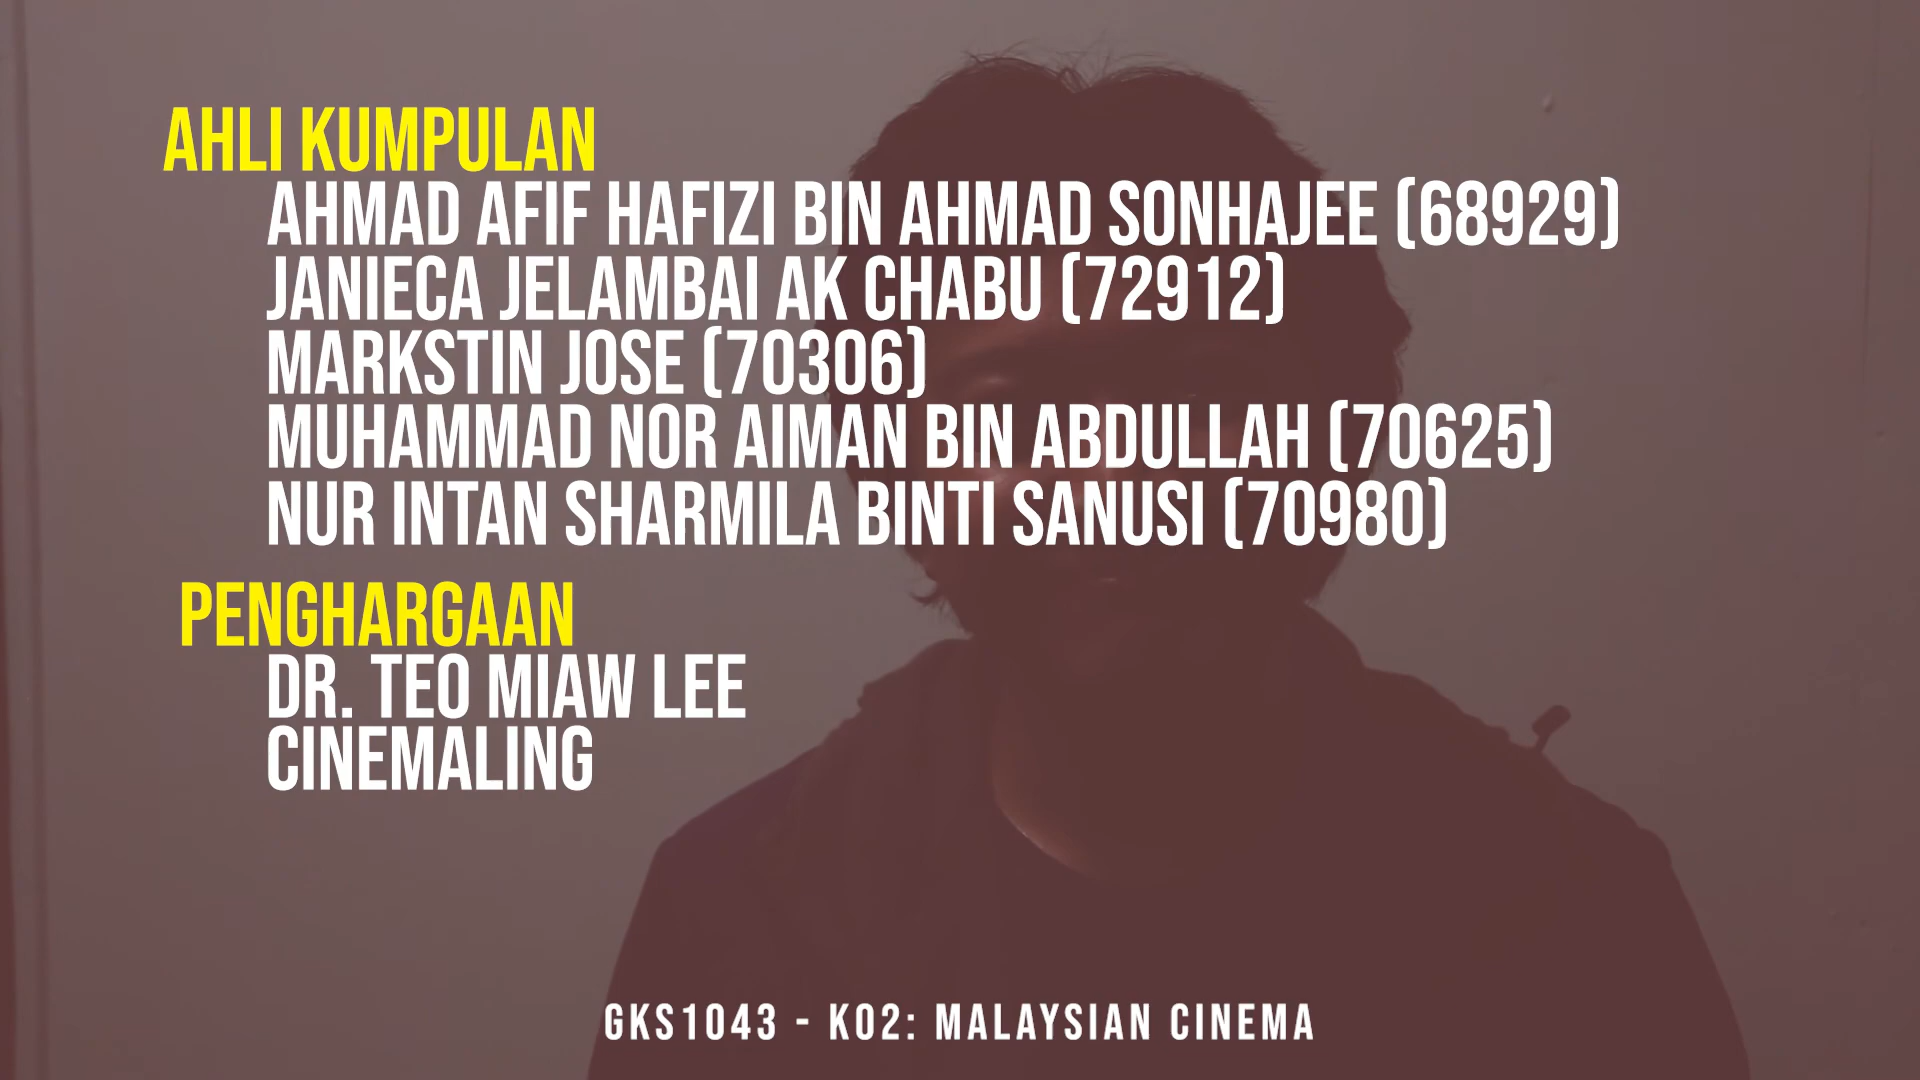 AHLI KUMPULAN
AHMAD AFIF HAFIZI BIN AHMAD SONHAJEE (68929)
JANIECA JELAMBAI AK CHABU (72912)
MARKSTIN JOSE (70306)
MUHAMMAD NOR AIMAN BIN ABDULLAH (70625)
NUR INTAN SHARMILA BINTI SANUSI (70980)
PENGHARGAAN
DR. TEO MIAW LEE
CINEMALING
GKS1043 - K02: MALAYSIAN CINEMA